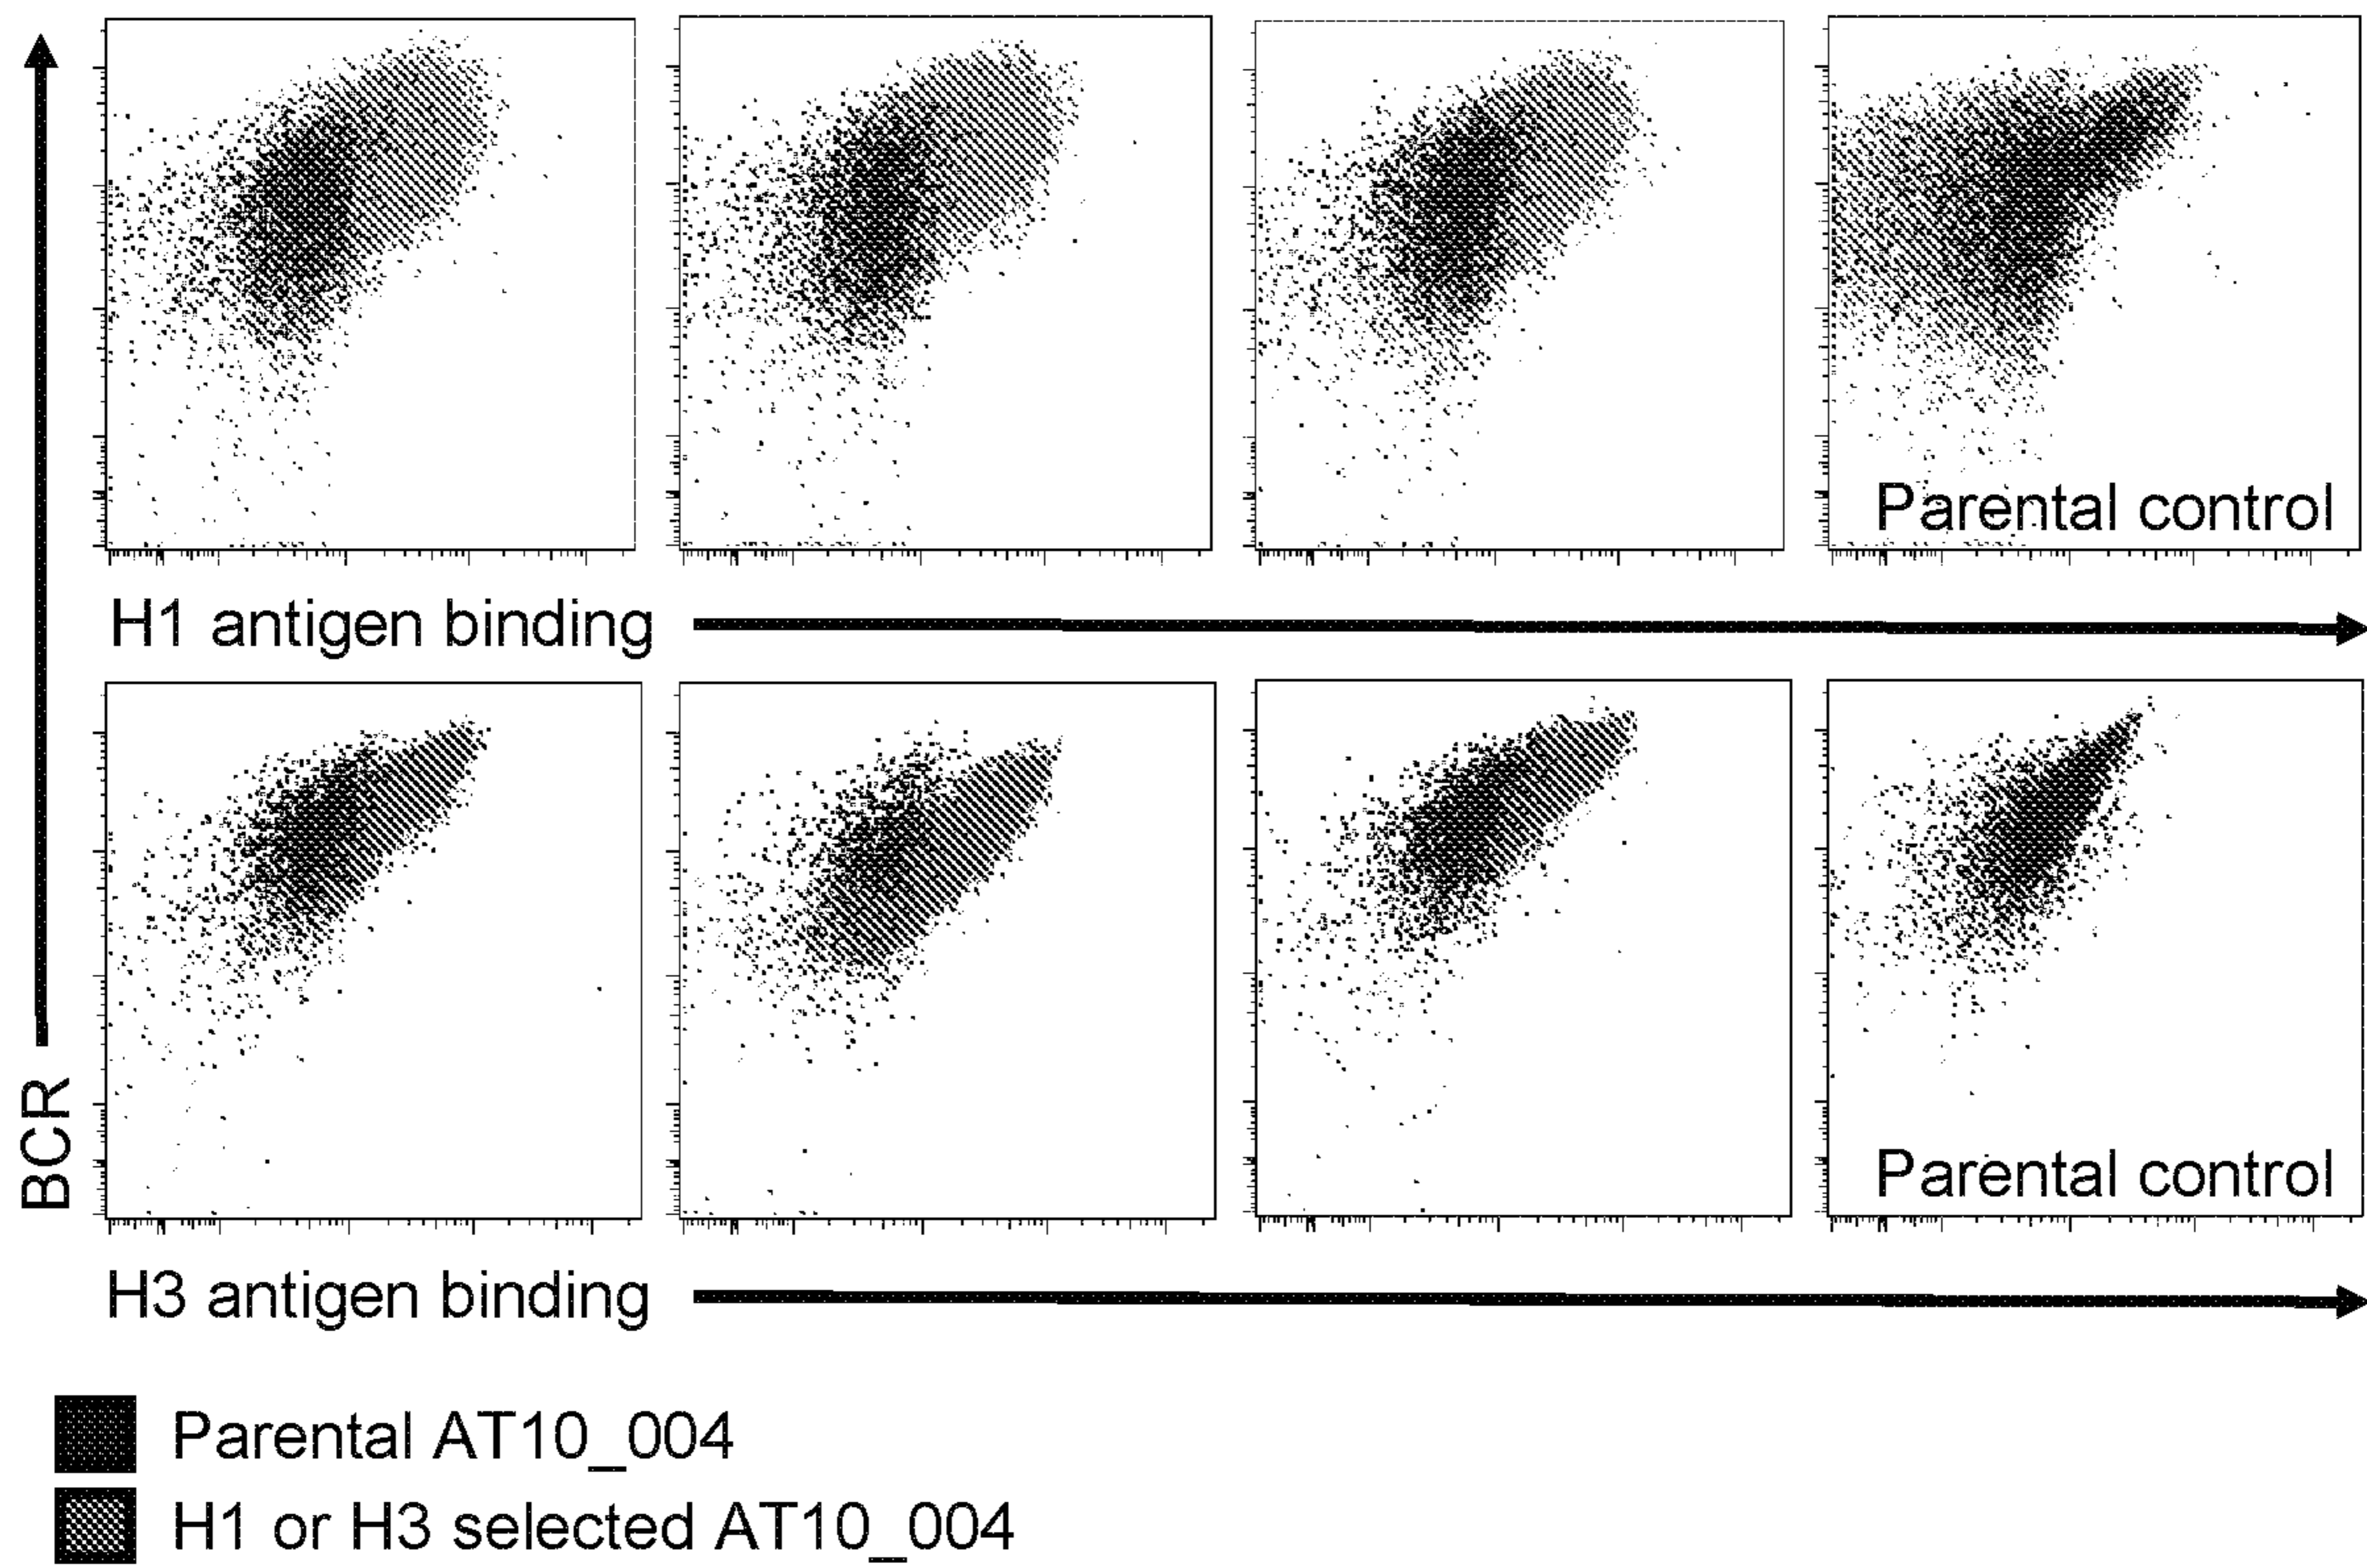 Parental control
H1 antigen binding
BCR
Parental control
H3 antigen binding
Parental AT10_004
H1 or H3 selected AT10_004